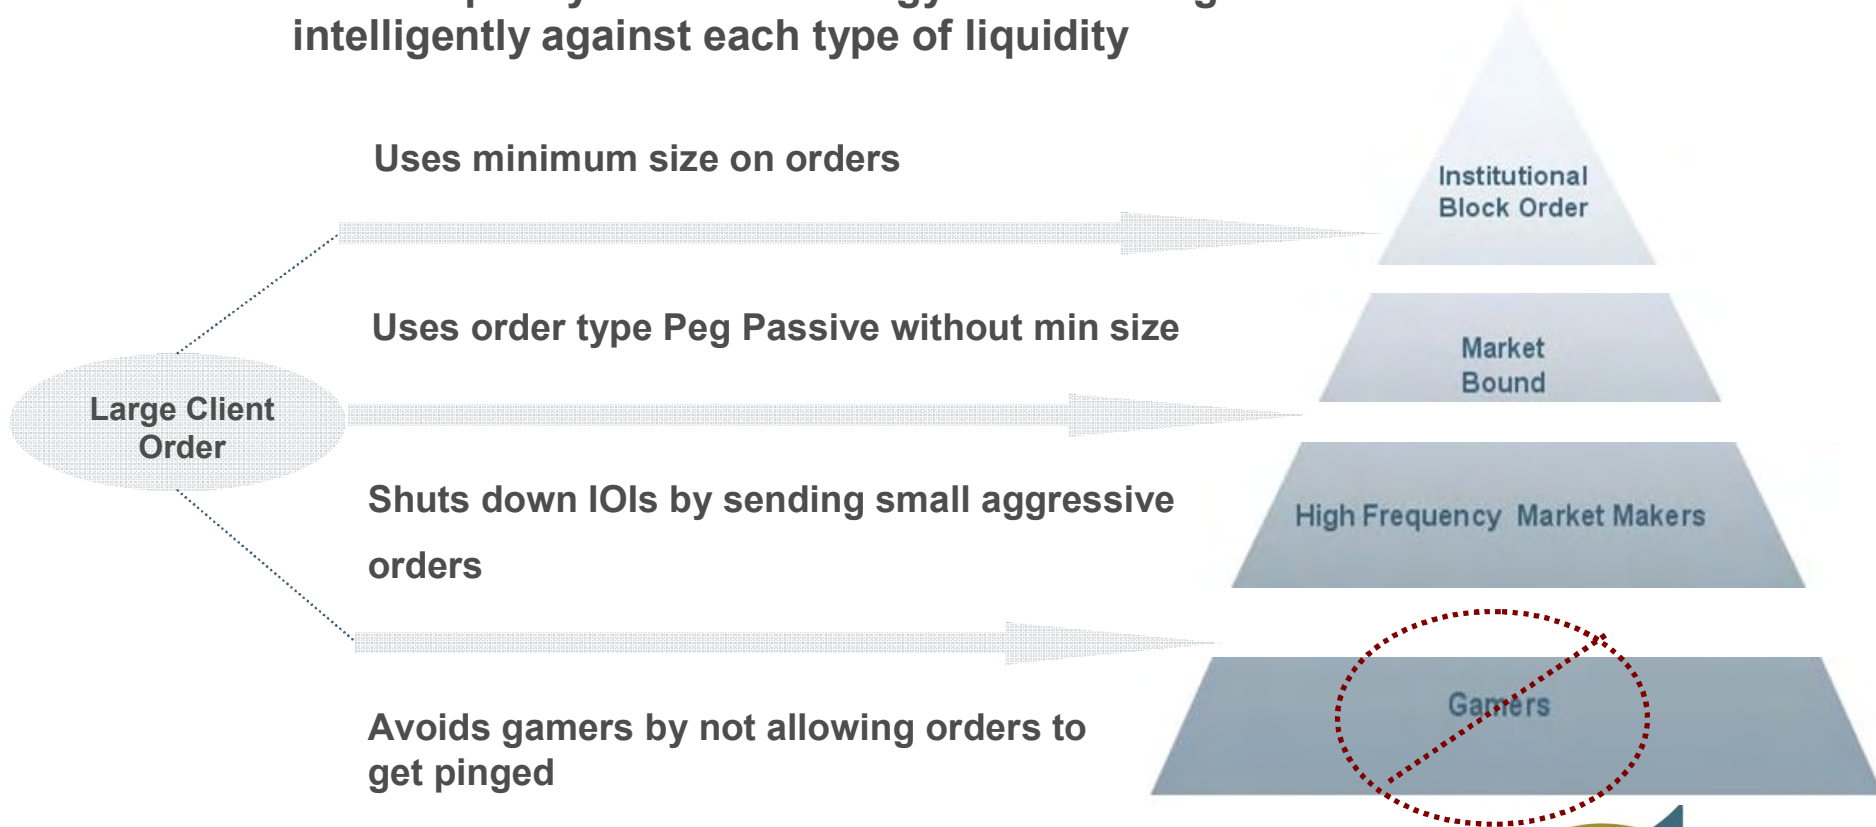 intelligently against each type of liquidity
Uses minimum size on orders
Institutional
Block Order
Uses order type Peg Passive without min size
Market
Bound
Large Client
Order
Shuts down IOIs by sending small aggressive
orders
High Frequency Market Makers
Avoids gamers by not allowing orders to
get pinged
Gamers